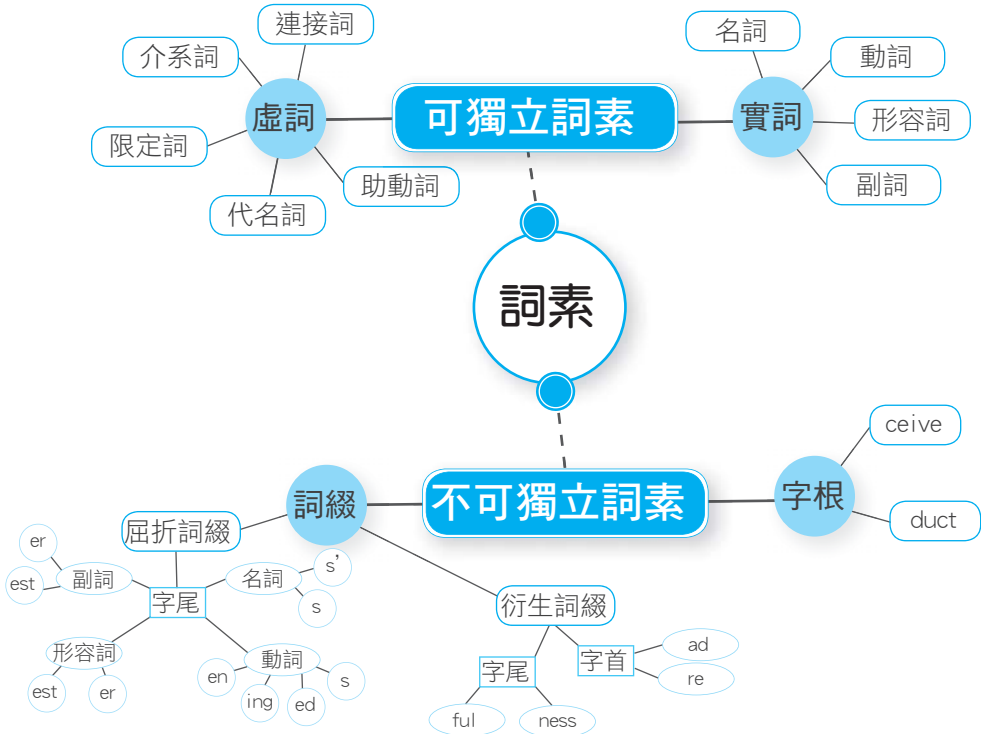 連接詞
介系詞
虛詞
限定詞
代名詞
助動詞
可獨立詞素
名詞
動詞
實詞
形容詞
副詞
詞素
不可獨立詞素
詞綴
字根
ceive
duct
屈折詞綴
字尾
副詞
er
est
名詞
s’
s
形容詞
est
er
動詞
en
ing
ed
s
衍生詞綴
字尾
ful
ness
字首
ad
re